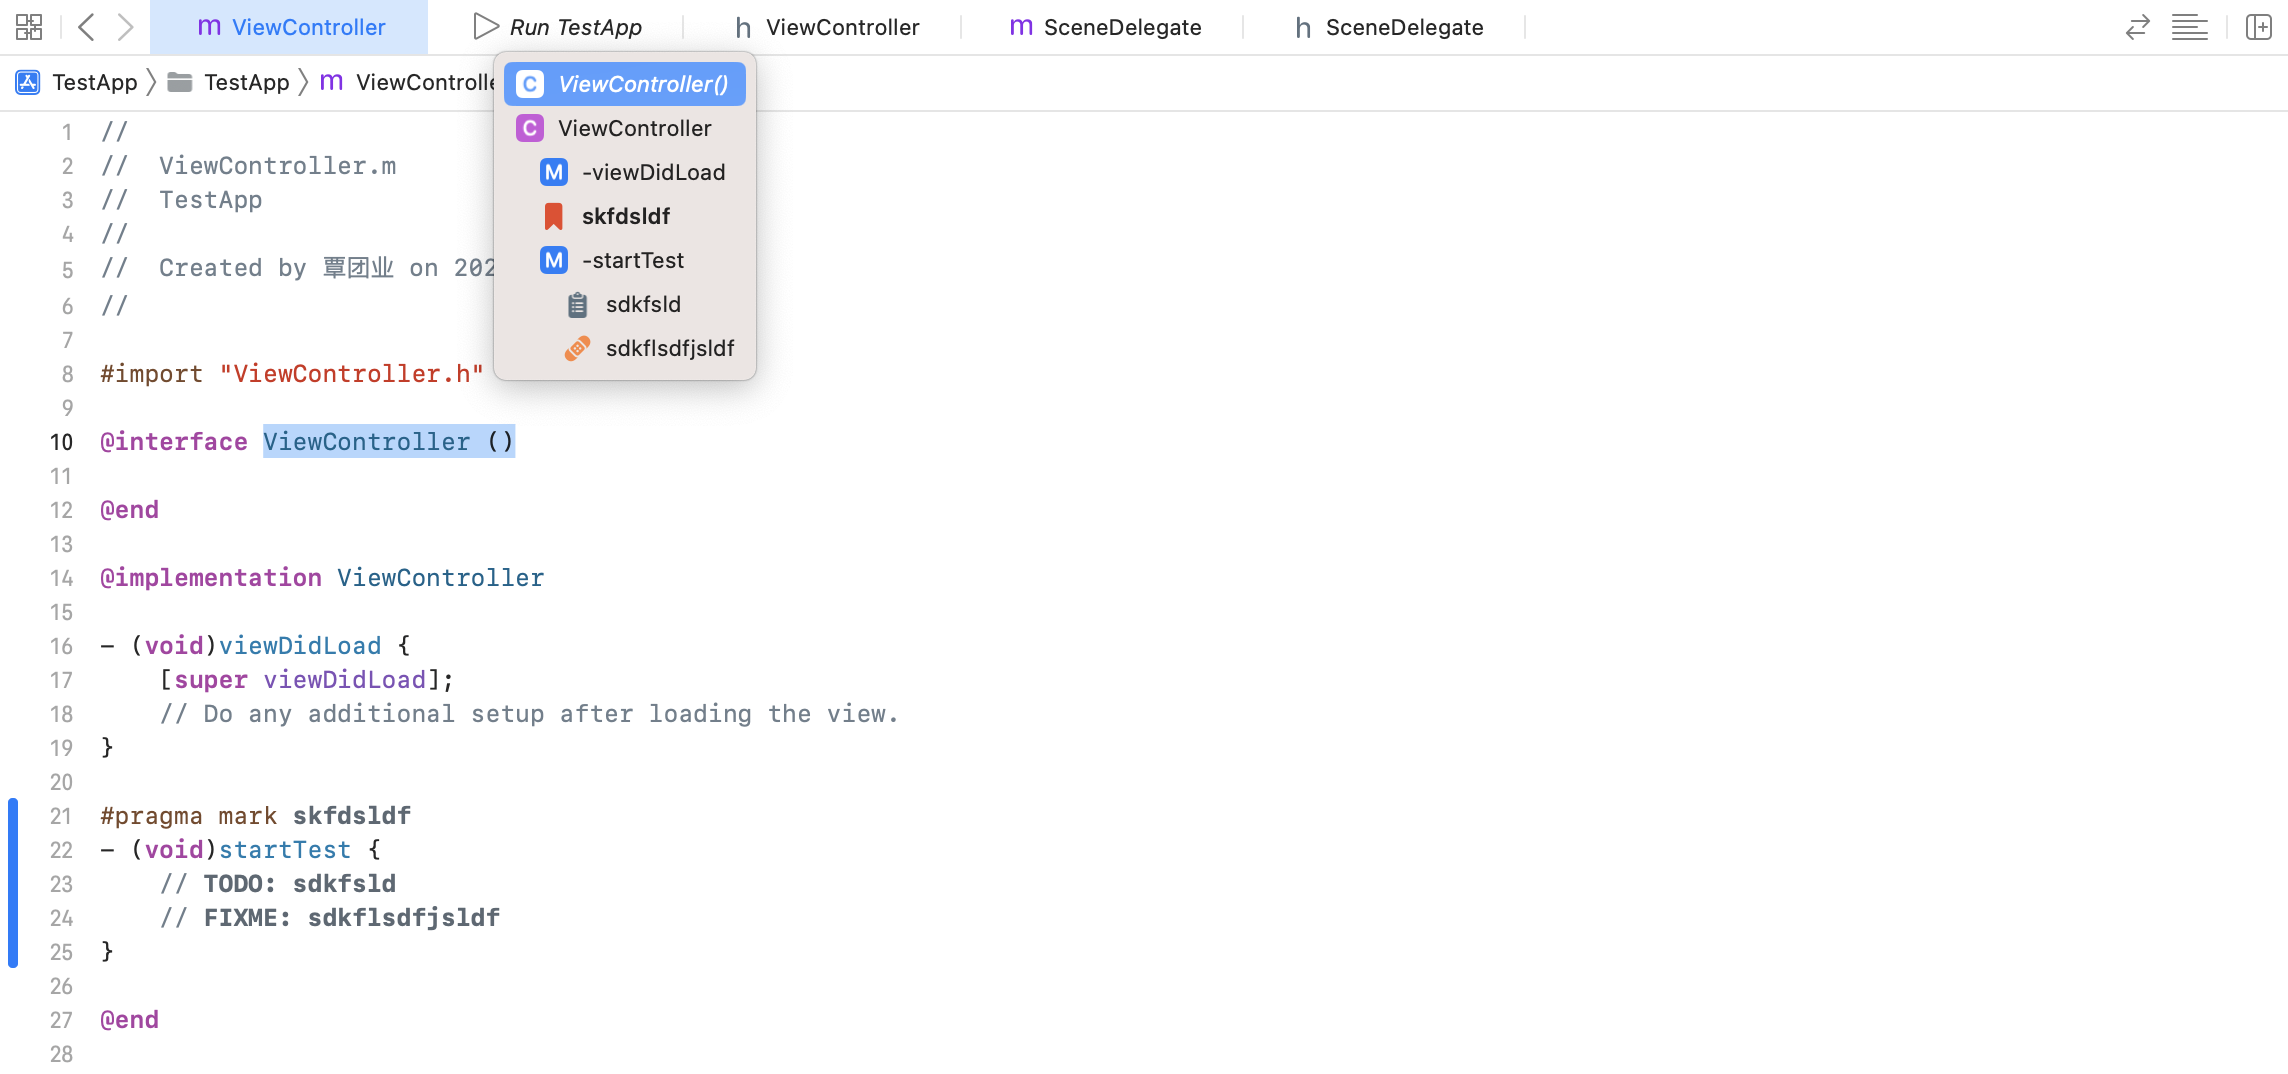 m ViewController Run TestApp h ViewController m SceneDelegate h SceneDelegate
TestApp TestApp m ViewControlle
C ViewController()
C ViewController
M -viewDidLoad
skfdsldf
M -startTest
sdkfsld
sdkflsdfjsldf
1 //
2 //  ViewController.m
3 //  TestApp
4 //
5 //  Created by 覃团业 on 202
6 //
7
8 #import "ViewController.h"
9
10 @interface ViewController ()
11
12 @end
13
14 @implementation ViewController
15
16 - (void)viewDidLoad {
17     [super viewDidLoad];
18     // Do any additional setup after loading the view.
19 }
20
21 #pragma mark skfdsldf
22 - (void)startTest {
23     // TODO: sdkfsld
24     // FIXME: sdkflsdfjsldf
25 }
26
27 @end
28